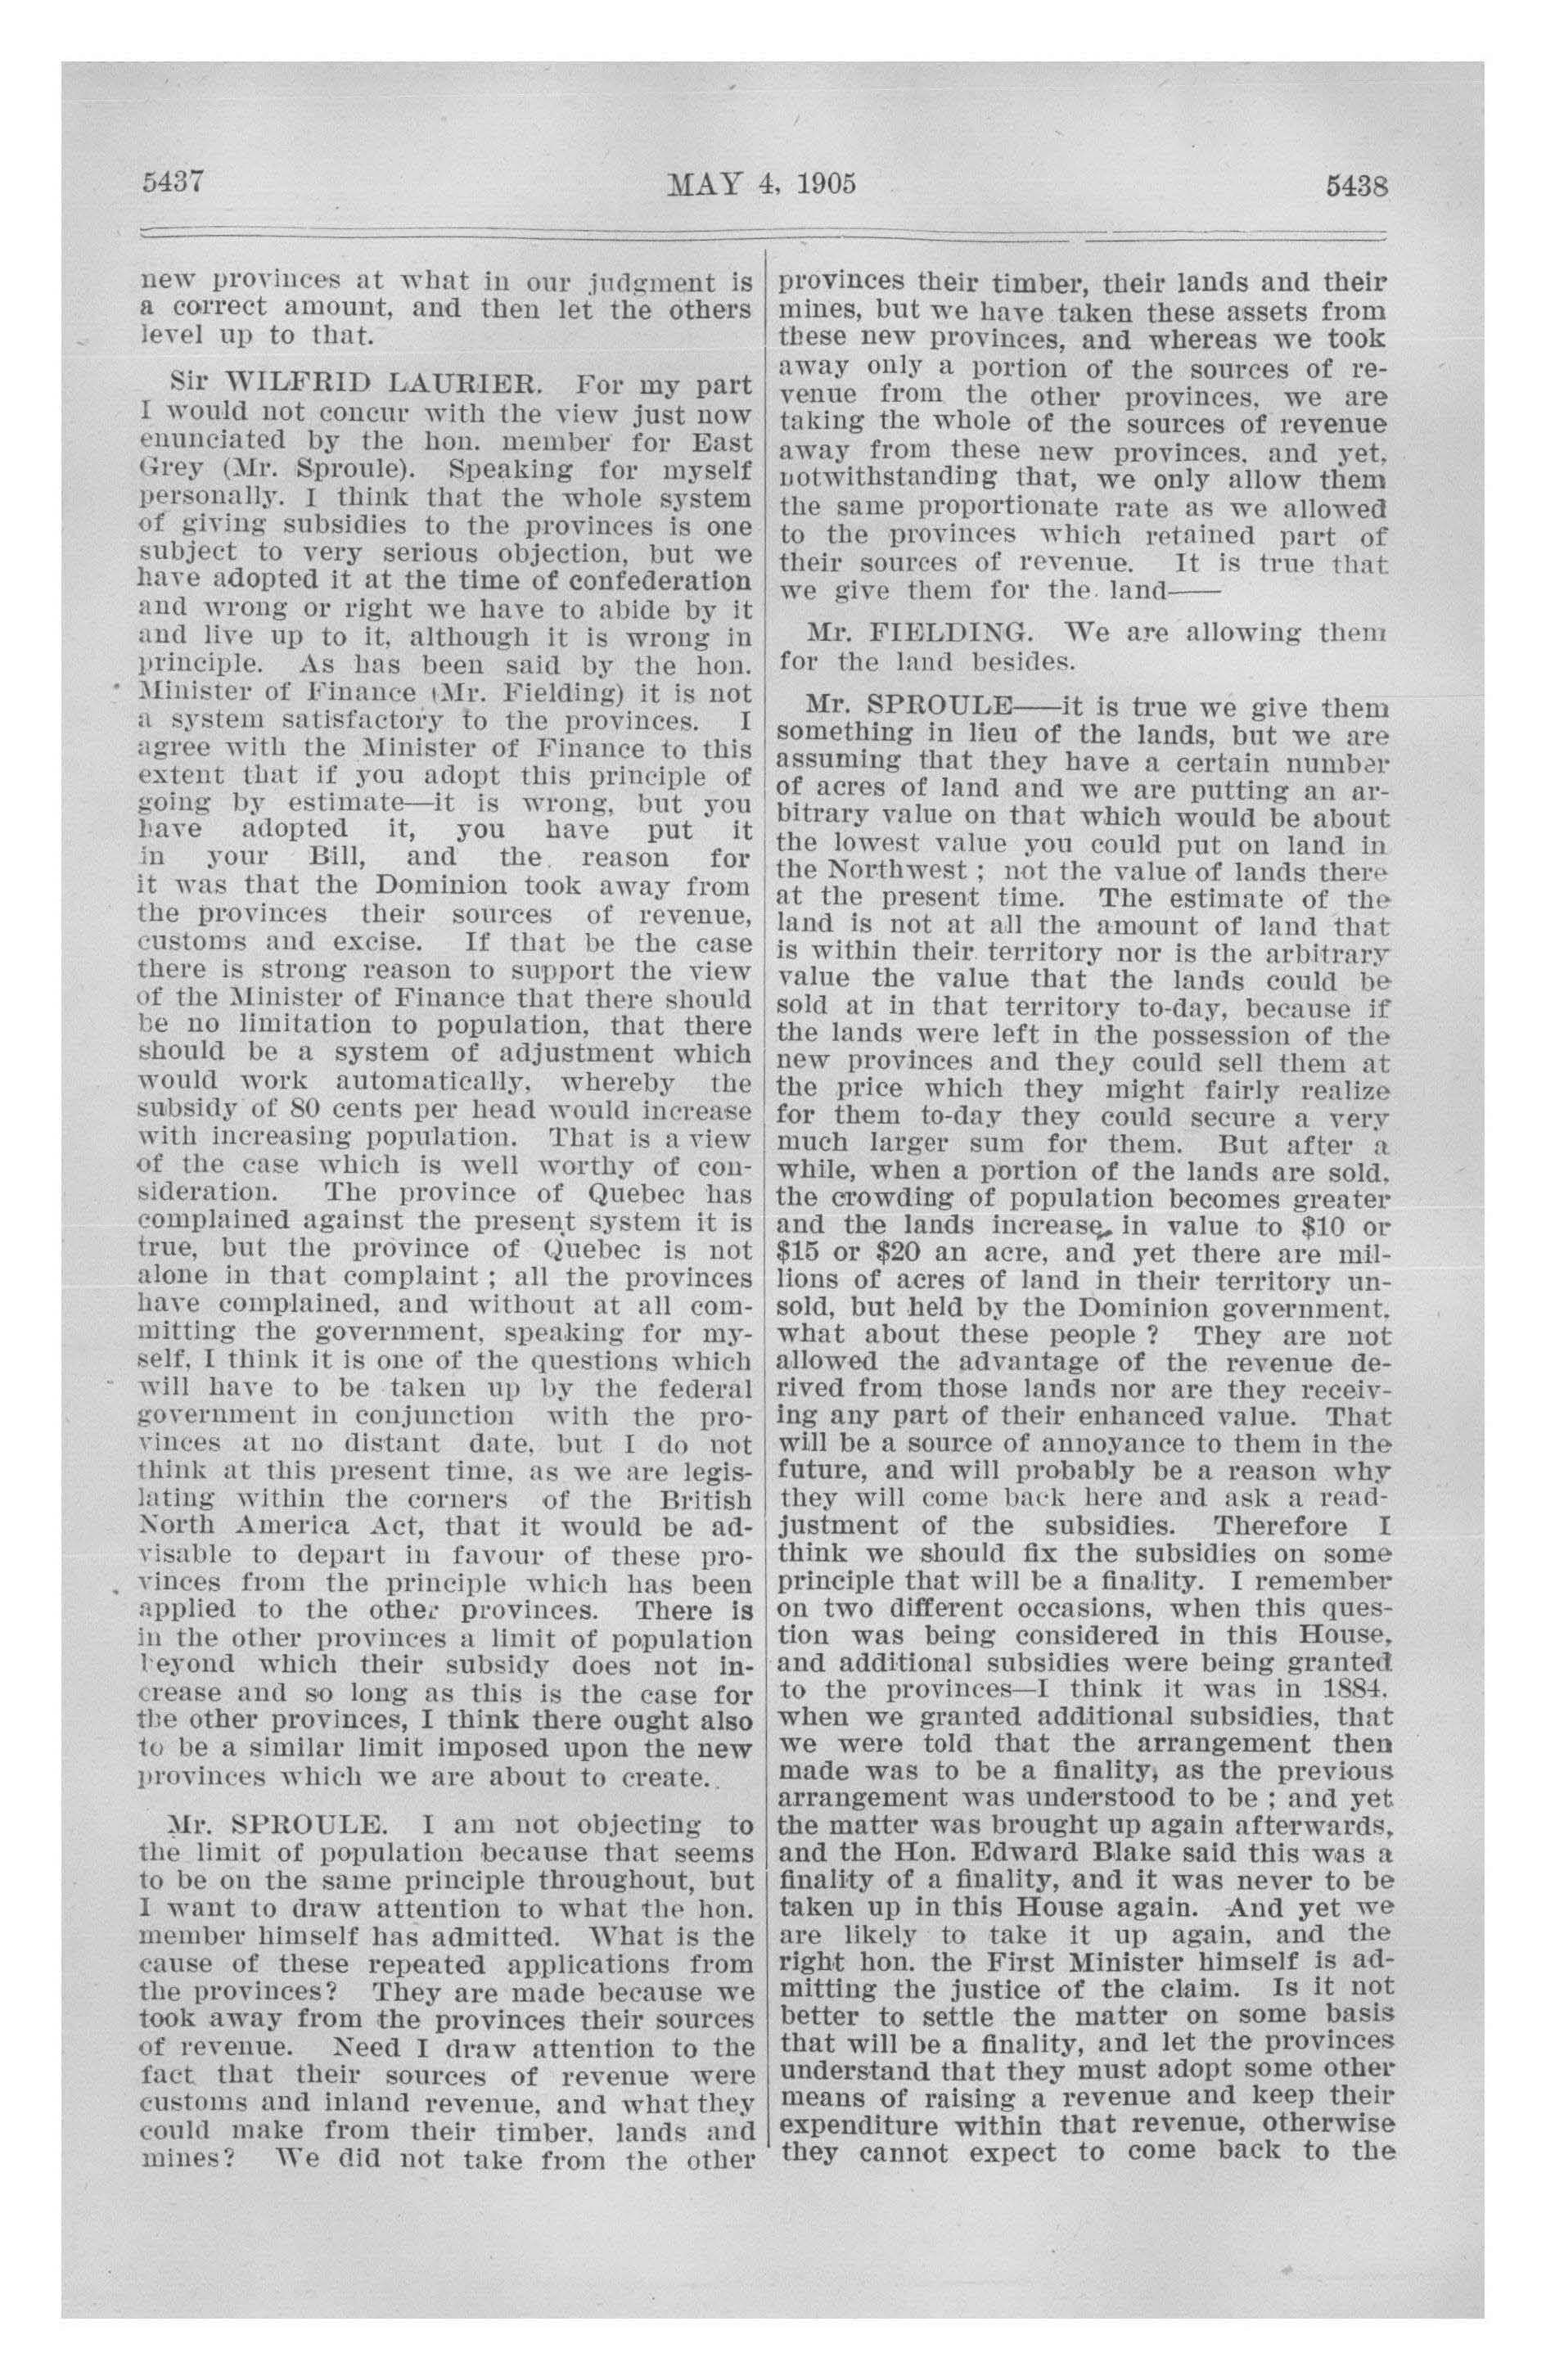 5437
MAY 4, 1905
5438
new provinces at what in our judgment is
a correct amount, and then let the others
level up to that.
Sir WILFRID LAURIER. For my part
I would not concur with the view just now
enunciated by the hon. member for East
Grey (Mr. Sproule). Speaking for myself
personally. I think that the whole system
of giving subsidies to the provinces is one
subject to very serious objection, but we
have adopted it at the time of confederation
and wrong or right we have to abide by it
and live up to it, although it is wrong in
principle. As has been said by the hon.
Minister of Finance (Mr. Fielding) it is not
a system satisfactory to the provinces. I
agree with the Minister of Finance to this
extent that if you adopt this principle of
going by estimate—it is wrong, but you
have adopted it, you have put it
in your Bill, and the reason for
it was that the Dominion took away from
the provinces their sources of revenue,
customs and excise. If that be the case
there is strong reason to support the view
of the Minister of Finance that there should
be no limitation to population, that there
should be a system of adjustment which
would work automatically, whereby the
subsidy of 80 cents per head would increase
with increasing population. That is a view
of the case which is well worthy of con-
sideration. The province of Quebec has
complained against the present system it is
true, but the province of Quebec is not
alone in that complaint ; all the provinces
have complained, and without at all com-
mitting the government, speaking for my-
self, I think it is one of the questions which
will have to be taken up by the federal
government in conjunction with the pro-
vinces at no distant date, but I do not
think at this present time, as we are legis-
lating within the corners of the British
North America Act, that it would be ad-
visable to depart in favour of these pro-
vinces from the principle which has been
applied to the other provinces. There is
in the other provinces a limit of population
beyond which their subsidy does not in-
crease and so long as this is the case for
the other provinces, I think there ought also
to be a similar limit imposed upon the new
provinces which we are about to create.
Mr. SPROULE. I am not objecting to
the limit of population because that seems
to be on the same principle throughout, but
I want to draw attention to what the hon.
member himself has admitted. What is the
cause of these repeated applications from
the provinces? They are made because we
took away from the provinces their sources
of revenue. Need I draw attention to the
fact that their sources of revenue were
customs and inland revenue, and what they
could make from their timber, lands and
mines? We did not take from the other
provinces their timber, their lands and their
mines, but we have taken these assets from
these new provinces, and whereas we took
away only a portion of the sources of re-
venue from the other provinces, we are
taking the whole of the sources of revenue
away from these new provinces, and yet,
notwithstanding that, we only allow them
the same proportionate rate as we allowed
to the provinces which retained part of
their sources of revenue. It is true that
we give them for the land——
Mr. FIELDING. We are allowing them
for the land besides.
Mr. SPROULE——it is true we give them
something in lieu of the lands, but we are
assuming that they have a certain number
of acres of land and we are putting an ar-
bitrary value on that which would be about
the lowest value you could put on land in
the Northwest ; not the value of lands there
at the present time. The estimate of the
land is not at all the amount of land that
is within their territory nor is the arbitrary
value the value that the lands could be
sold at in that territory to-day, because if
the lands were left in the possession of the
new provinces and they could sell them at
the price which they might fairly realize
for them to-day they could secure a very
much larger sum for them. But after a
while, when a portion of the lands are sold,
the crowding of population becomes greater
and the lands increase in value to $10 or
$15 or $20 an acre, and yet there are mil-
lions of acres of land in their territory un-
sold, but held by the Dominion government,
what about these people ? They are not
allowed the advantage of the revenue de-
rived from those lands nor are they receiv-
ing any part of their enhanced value. That
will be a source of annoyance to them in the
future, and will probably be a reason why
they will come back here and ask a read-
justment of the subsidies. Therefore I
think we should fix the subsidies on some
principle that will be a finality. I remember
on two different occasions, when this ques-
tion was being considered in this House,
and additional subsidies were being granted
to the provinces—I think it was in 1884,
when we granted additional subsidies, that
we were told that the arrangement then
made was to be a finality, as the previous
arrangement was understood to be ; and yet
the matter was brought up again afterwards,
and the Hon. Edward Blake said this was a
finality of a finality, and it was never to be
taken up in this House again. And yet we
are likely to take it up again, and the
right hon. the First Minister himself is ad-
mitting the justice of the claim. Is it not
better to settle the matter on some basis
that will be a finality, and let the provinces
understand that they must adopt some other
means of raising a revenue and keep their
expenditure within that revenue, otherwise
they cannot expect to come back to the